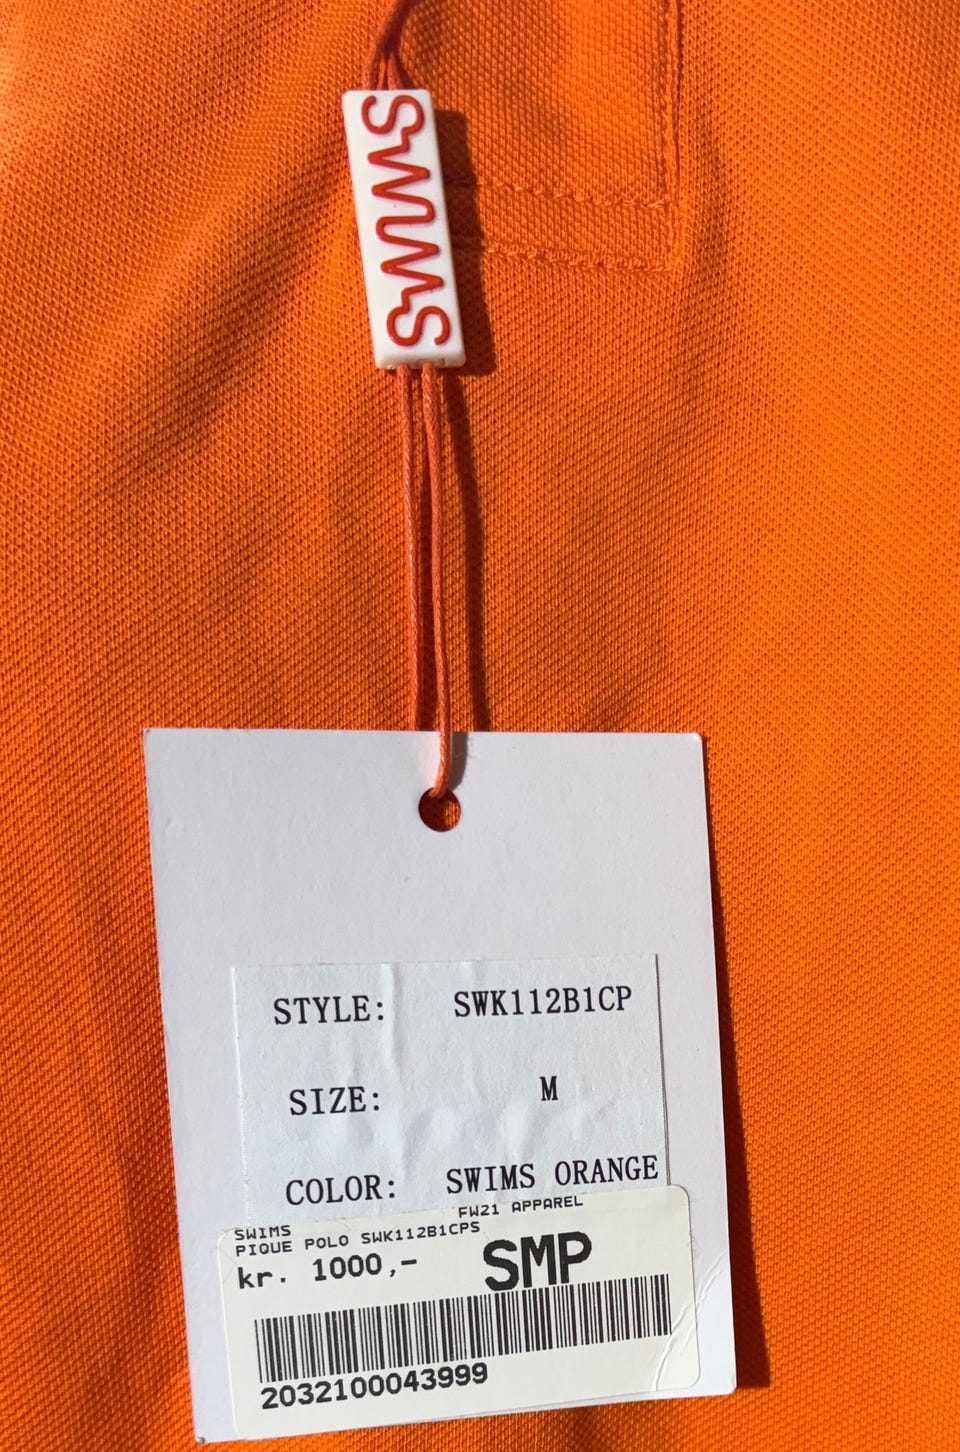 SWIMS
STYLE: SWK112B1CP
SIZE: M
COLOR: SWIMS ORANGE
FW21 APPAREL
SWIMS
PIQUE POLO SWK112B1CPS
kr. 1000,- SMP
2032100043999